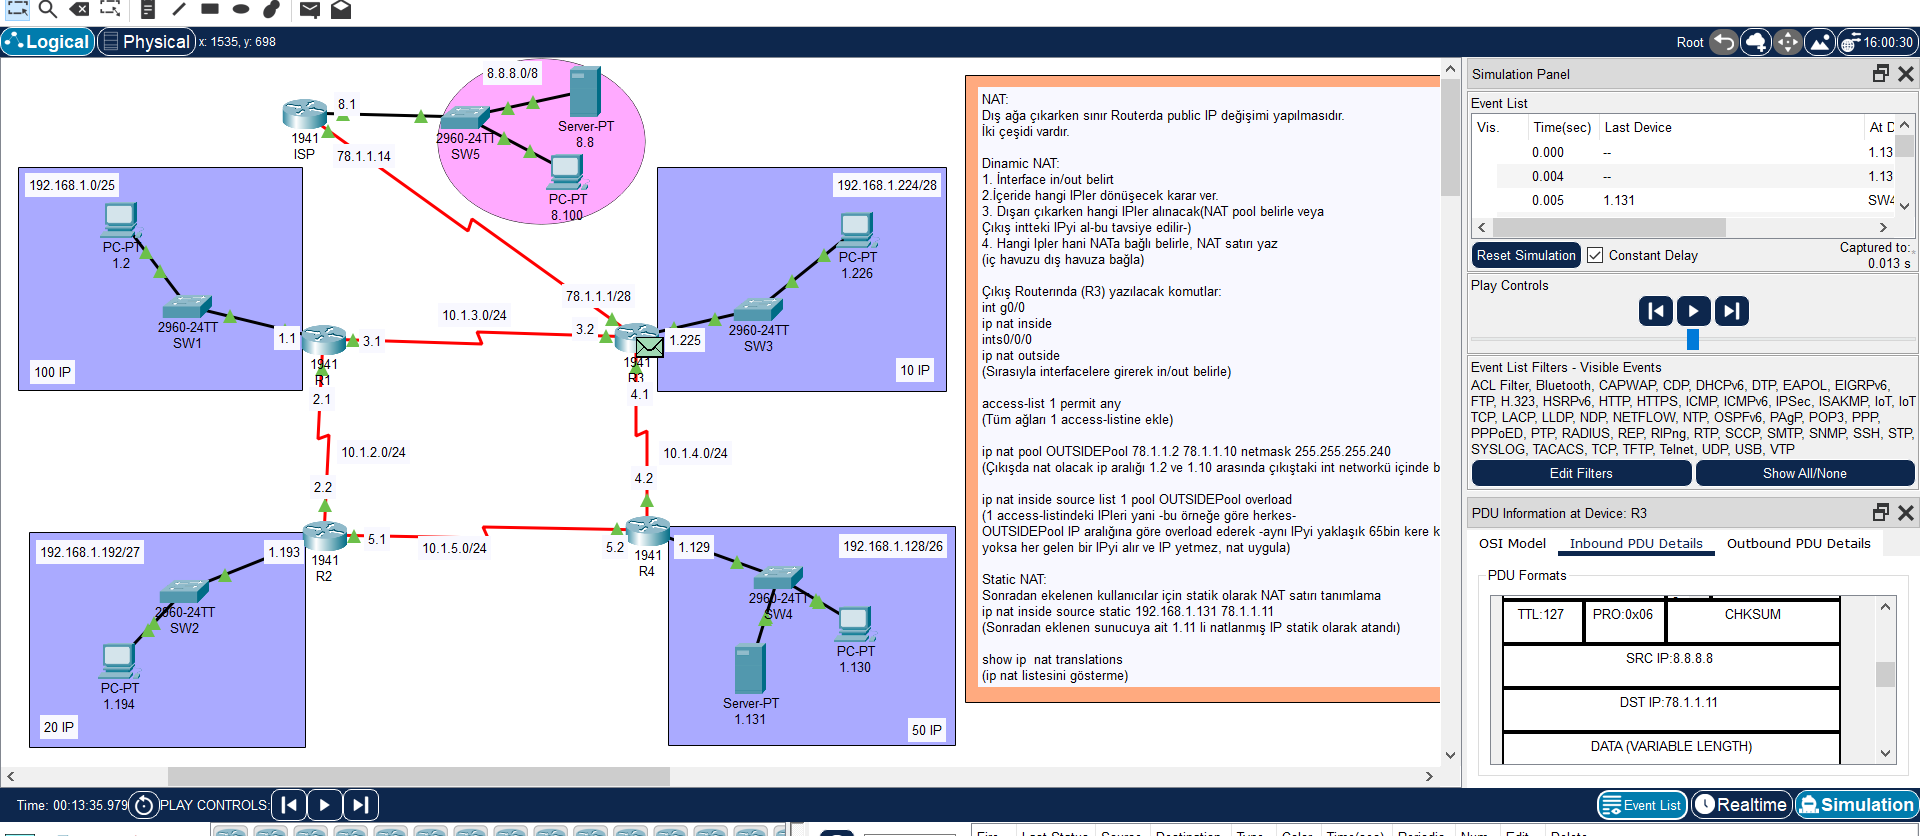 Logical
Physical
x: 1535, y: 698
Root
16:00:30
8.8.8.0/8
8.1
1941
ISP
78.1.1.14
2960-24TT
SW5
Server-PT
8.8
PC-PT
8.100
192.168.1.0/25
PC-PT
1.2
2960-24TT
SW1
1.1
100 IP
1941
R1
3.1
2.1
10.1.3.0/24
78.1.1.1/28
3.2
1941
R3
4.1
1.225
192.168.1.224/28
PC-PT
1.226
2960-24TT
SW3
10 IP
10.1.2.0/24
10.1.4.0/24
2.2
4.2
192.168.1.192/27
1.193
2960-24TT
SW2
PC-PT
1.194
20 IP
1941
R2
5.1
10.1.5.0/24
5.2
1941
R4
1.129
192.168.1.128/26
2960-24TT
SW4
PC-PT
1.130
Server-PT
1.131
50 IP
NAT:
Dış ağa çıkarken sınır Routerda public IP değişimi yapılmasıdır.
İki çeşidi vardır.
Dinamic NAT:
1. İnterface in/out belirt
2.İçeride hangi IPler dönüşecek karar ver.
3. Dışarı çıkarken hangi IPler alınacak(NAT pool belirle veya
Çıkış intteki IPyi al-bu tavsiye edilir-)
4. Hangi Ipler hani NATa bağlı belirle, NAT satırı yaz
(iç havuzu dış havuza bağla)
Çıkış Routerında (R3) yazılacak komutlar:
int g0/0
ip nat inside
ints0/0/0
ip nat outside
(Sırasıyla interfacelere girerek in/out belirle)
access-list 1 permit any
(Tüm ağları 1 access-listine ekle)
ip nat pool OUTSIDEPool 78.1.1.2 78.1.1.10 netmask 255.255.255.240
(Çıkışda nat olacak ip aralığı 1.2 ve 1.10 arasında çıkıştaki int networkü içinde b
ip nat inside source list 1 pool OUTSIDEPool overload
(1 access-listindeki IPleri yani -bu örneğe göre herkes-
OUTSIDEPool IP aralığına göre overload ederek -aynı IPyi yaklaşık 65bin kere k
yoksa her gelen bir IPyi alır ve IP yetmez, nat uygula)
Static NAT:
Sonradan ekelenen kullanıcılar için statik olarak NAT satırı tanımlama
ip nat inside source static 192.168.1.131 78.1.1.11
(Sonradan eklenen sunucuya ait 1.11 li natlanmış IP statik olarak atandı)
show ip nat translations
(ip nat listesini gösterme)
Simulation Panel
Event List
Vis. Time(sec) Last Device At D
0.000 -- 1.13
0.004 -- 1.13
0.005 1.131 SW4
Reset Simulation
Constant Delay
Captured to:
0.013 s
Play Controls
Event List Filters - Visible Events
ACL Filter, Bluetooth, CAPWAP, CDP, DHCPv6, DTP, EAPOL, EIGRPv6,
FTP, H.323, HSRPv6, HTTP, HTTPS, ICMP, ICMPv6, IPSec, ISAKMP, IoT, IoT
TCP, LACP, LLDP, NDP, NETFLOW, NTP, OSPFv6, PAgP, POP3, PPP,
PPPoED, PTP, RADIUS, REP, RIPng, RTP, SCCP, SMTP, SNMP, SSH, STP,
SYSLOG, TACACS, TCP, TFTP, Telnet, UDP, USB, VTP
Edit Filters
Show All/None
PDU Information at Device: R3
OSI Model
Inbound PDU Details
Outbound PDU Details
PDU Formats
TTL:127 PRO:0x06 CHKSUM
SRC IP:8.8.8.8
DST IP:78.1.1.11
DATA (VARIABLE LENGTH)
Time: 00:13:35.979
PLAY CONTROLS:
Event List
Realtime
Simulation
Fire Last Status Source Destination Type Color Time(sec) Periodic Num Edit Delete